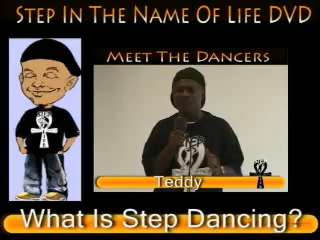 Step In The Name Of Life DVD
Meet The Dancers
Teddy
What Is Step Dancing?